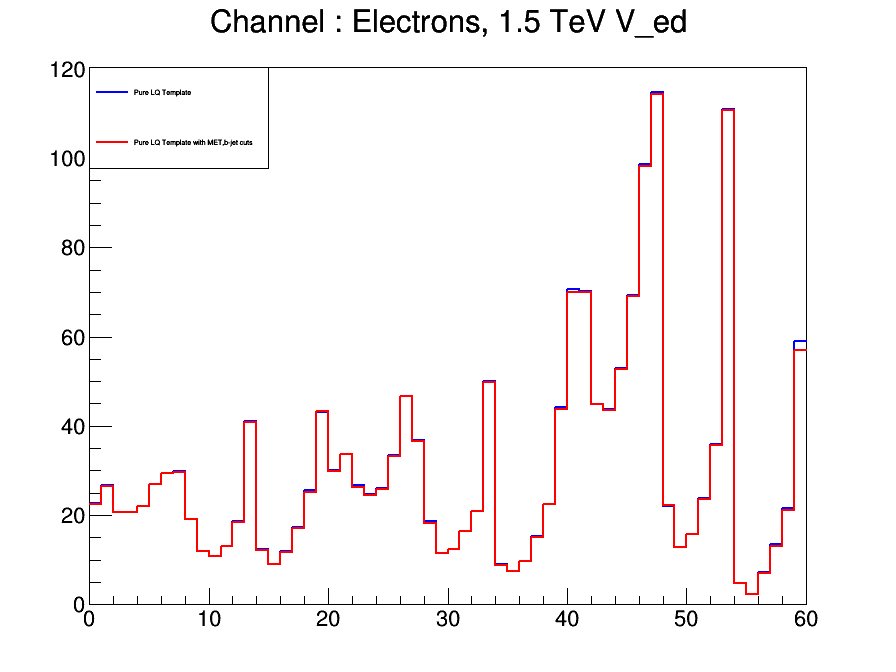 Channel : Electrons, 1.5 TeV V_ed
Pure LQ Template
Pure LQ Template with MET,b-jet cuts
120
100
80
60
40
20
0
0 10 20 30 40 50 60